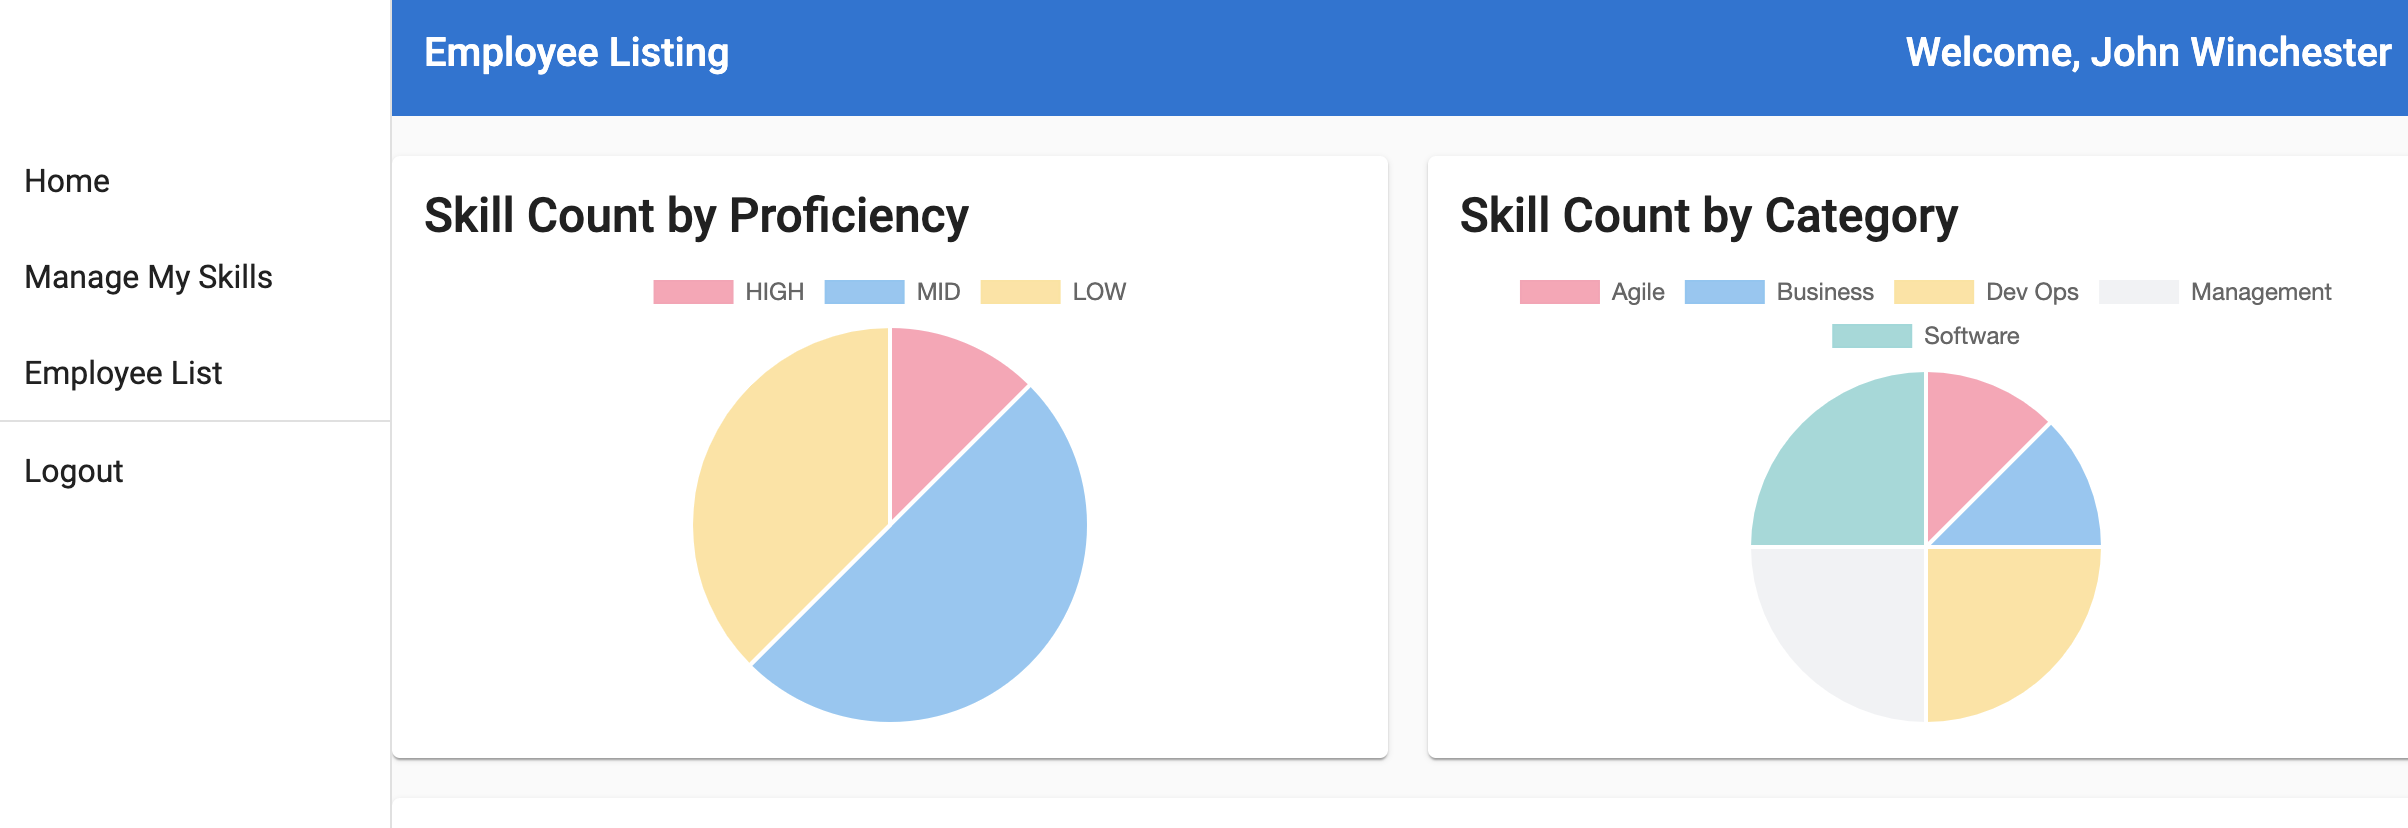 Employee Listing
Welcome, John Winchester
Home
Manage My Skills
Employee List
Logout
Skill Count by Proficiency
HIGH MID LOW
Skill Count by Category
Agile Business Dev Ops Management
Software